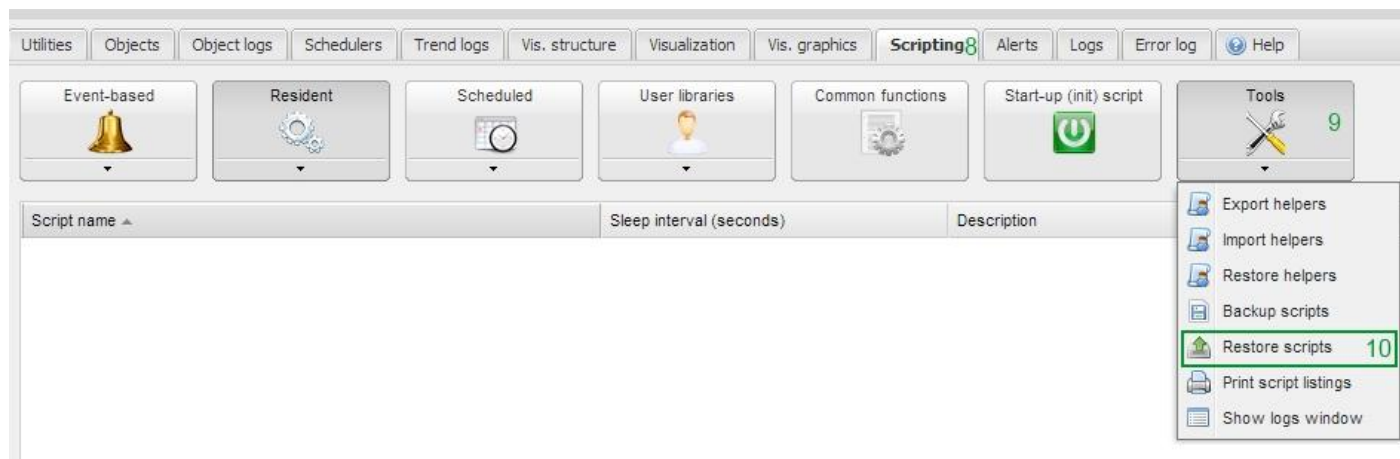 Utilities Objects Object logs Schedulers Trend logs Vis. structure Visualization Vis. graphics Scripting 8 Alerts Logs Error log Help
Event-based Resident Scheduled User libraries Common functions Start-up (init) script Tools
9
Script name Sleep interval (seconds) Description
Export helpers
Import helpers
Restore helpers
Backup scripts
Restore scripts 10
Print script listings
Show logs window